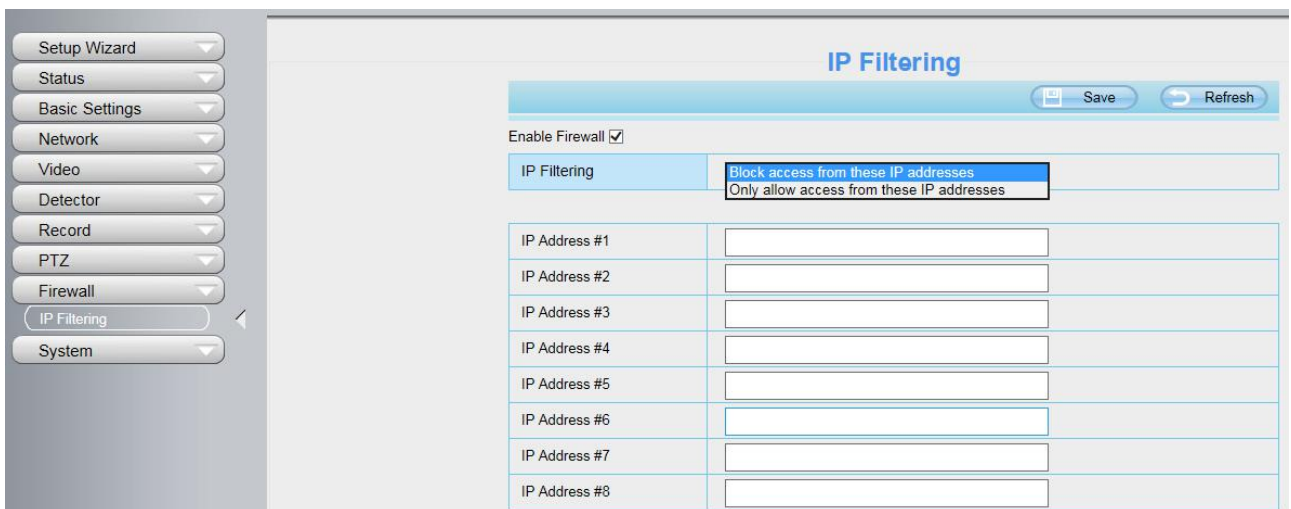 Setup Wizard
Status
Basic Settings
Network
Video
Detector
Record
PTZ
Firewall
IP Filtering
System
IP Filtering
Save Refresh
Enable Firewall
IP Filtering
Block access from these IP addresses
Only allow access from these IP addresses
IP Address #1
IP Address #2
IP Address #3
IP Address #4
IP Address #5
IP Address #6
IP Address #7
IP Address #8